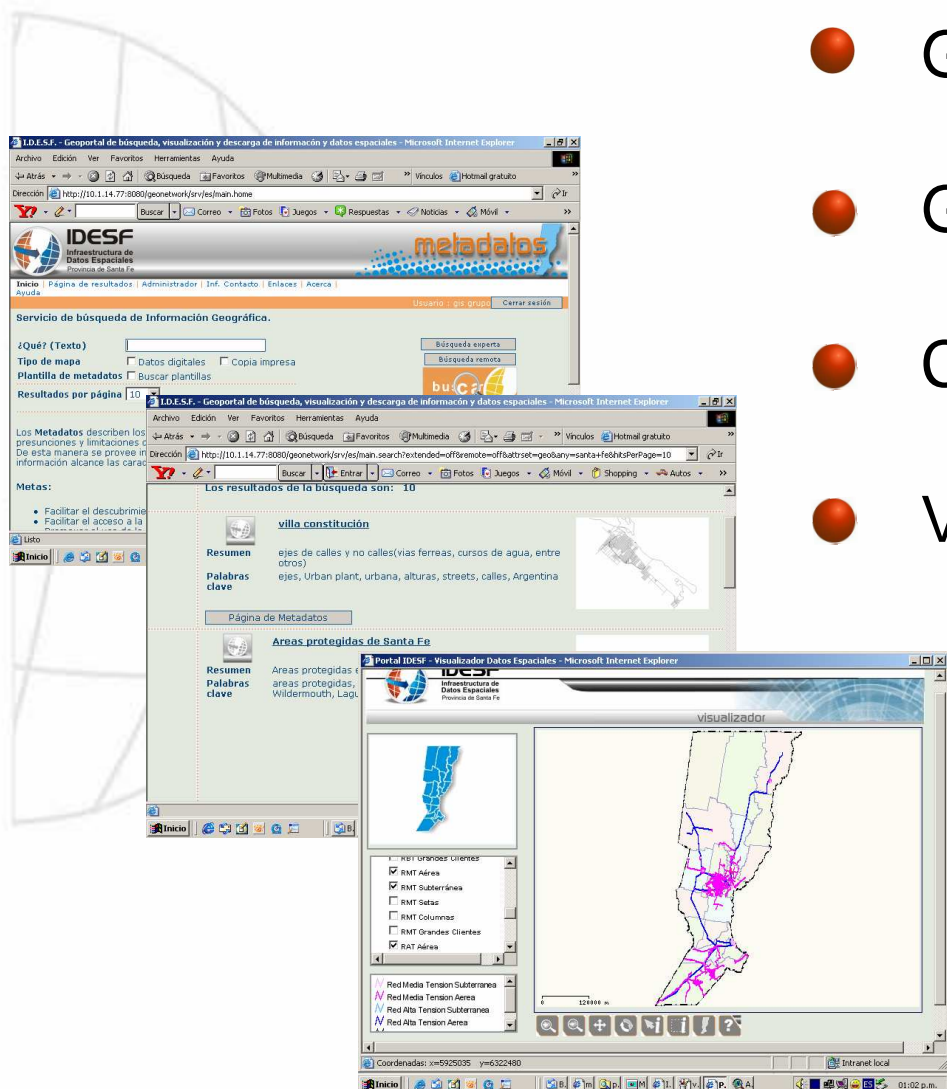 G
G
C
V
I.D.E.S.F. - Geoportal de búsqueda, visualización y descarga de informacón y datos espaciales - Microsoft Internet Explorer
Archivo Edición Ver Favoritos Herramientas Ayuda
Atrás Búsqueda Favoritos Multimedia » Vínculos Hotmail gratuito
Dirección http://10.1.14.77:8080/geonetwork/srv/es/main.home Ir
Y! Buscar Correo Fotos Juegos Respuestas Noticias Móvil »
IDESF
Infraestructura de
Datos Espaciales
Provincia de Santa Fe
metadatos
Inicio | Página de resultados | Administrador | Inf. Contacto | Enlaces | Acerca |
Ayuda
Usuario : gis grupo Cerrar sesión
Servicio de búsqueda de Información Geográfica.
¿Qué? (Texto) Búsqueda experta
Tipo de mapa Datos digitales Copia impresa Búsqueda remota
Plantilla de metadatos Buscar plantillas
Resultados por página 10
buscar
Los Metadatos describen los
presunciones y limitaciones
De esta manera se provee in
información alcance las carac
Metas:
Facilitar el descubrimie
Facilitar el acceso a la
Listo
Inicio
I.D.E.S.F. - Geoportal de búsqueda, visualización y descarga de informacón y datos espaciales - Microsoft Internet Explorer
Archivo Edición Ver Favoritos Herramientas Ayuda
Atrás Búsqueda Favoritos Multimedia » Vínculos Hotmail gratuito »
Dirección http://10.1.14.77:8080/geonetwork/srv/es/main.search?extended=off&remote=off&attrset=geo&any=santa+fe&hitsPerPage=10 Ir
Y! Buscar Entrar Correo Fotos Juegos Móvil Shopping Autos »
Los resultados de la búsqueda son: 10
villa constitución
Resumen ejes de calles y no calles(vias ferreas, cursos de agua, entre
otros)
Palabras clave ejes, Urban plant, urbana, alturas, streets, calles, Argentina
Página de Metadatos
Areas protegidas de Santa Fe
Resumen Areas protegidas
Palabras clave areas protegidas,
Wildermouth, Lagu
Inicio
Portal IDESF - Visualizador Datos Espaciales - Microsoft Internet Explorer
IDESF
Infraestructura de
Datos Espaciales
Provincia de Santa Fe
visualizador
RBT Grandes Clientes
RMT Aérea
RMT Subterránea
RMT Setas
RMT Columnas
RMT Grandes Clientes
RAT Aérea
Red Media Tension Subterranea
Red Media Tension Aerea
Red Alta Tension Subterranea
Red Alta Tension Aerea
0 120000 m
Coordenadas: x=5925035 y=6322480 Intranet local
Inicio ES 01:02 p.m.